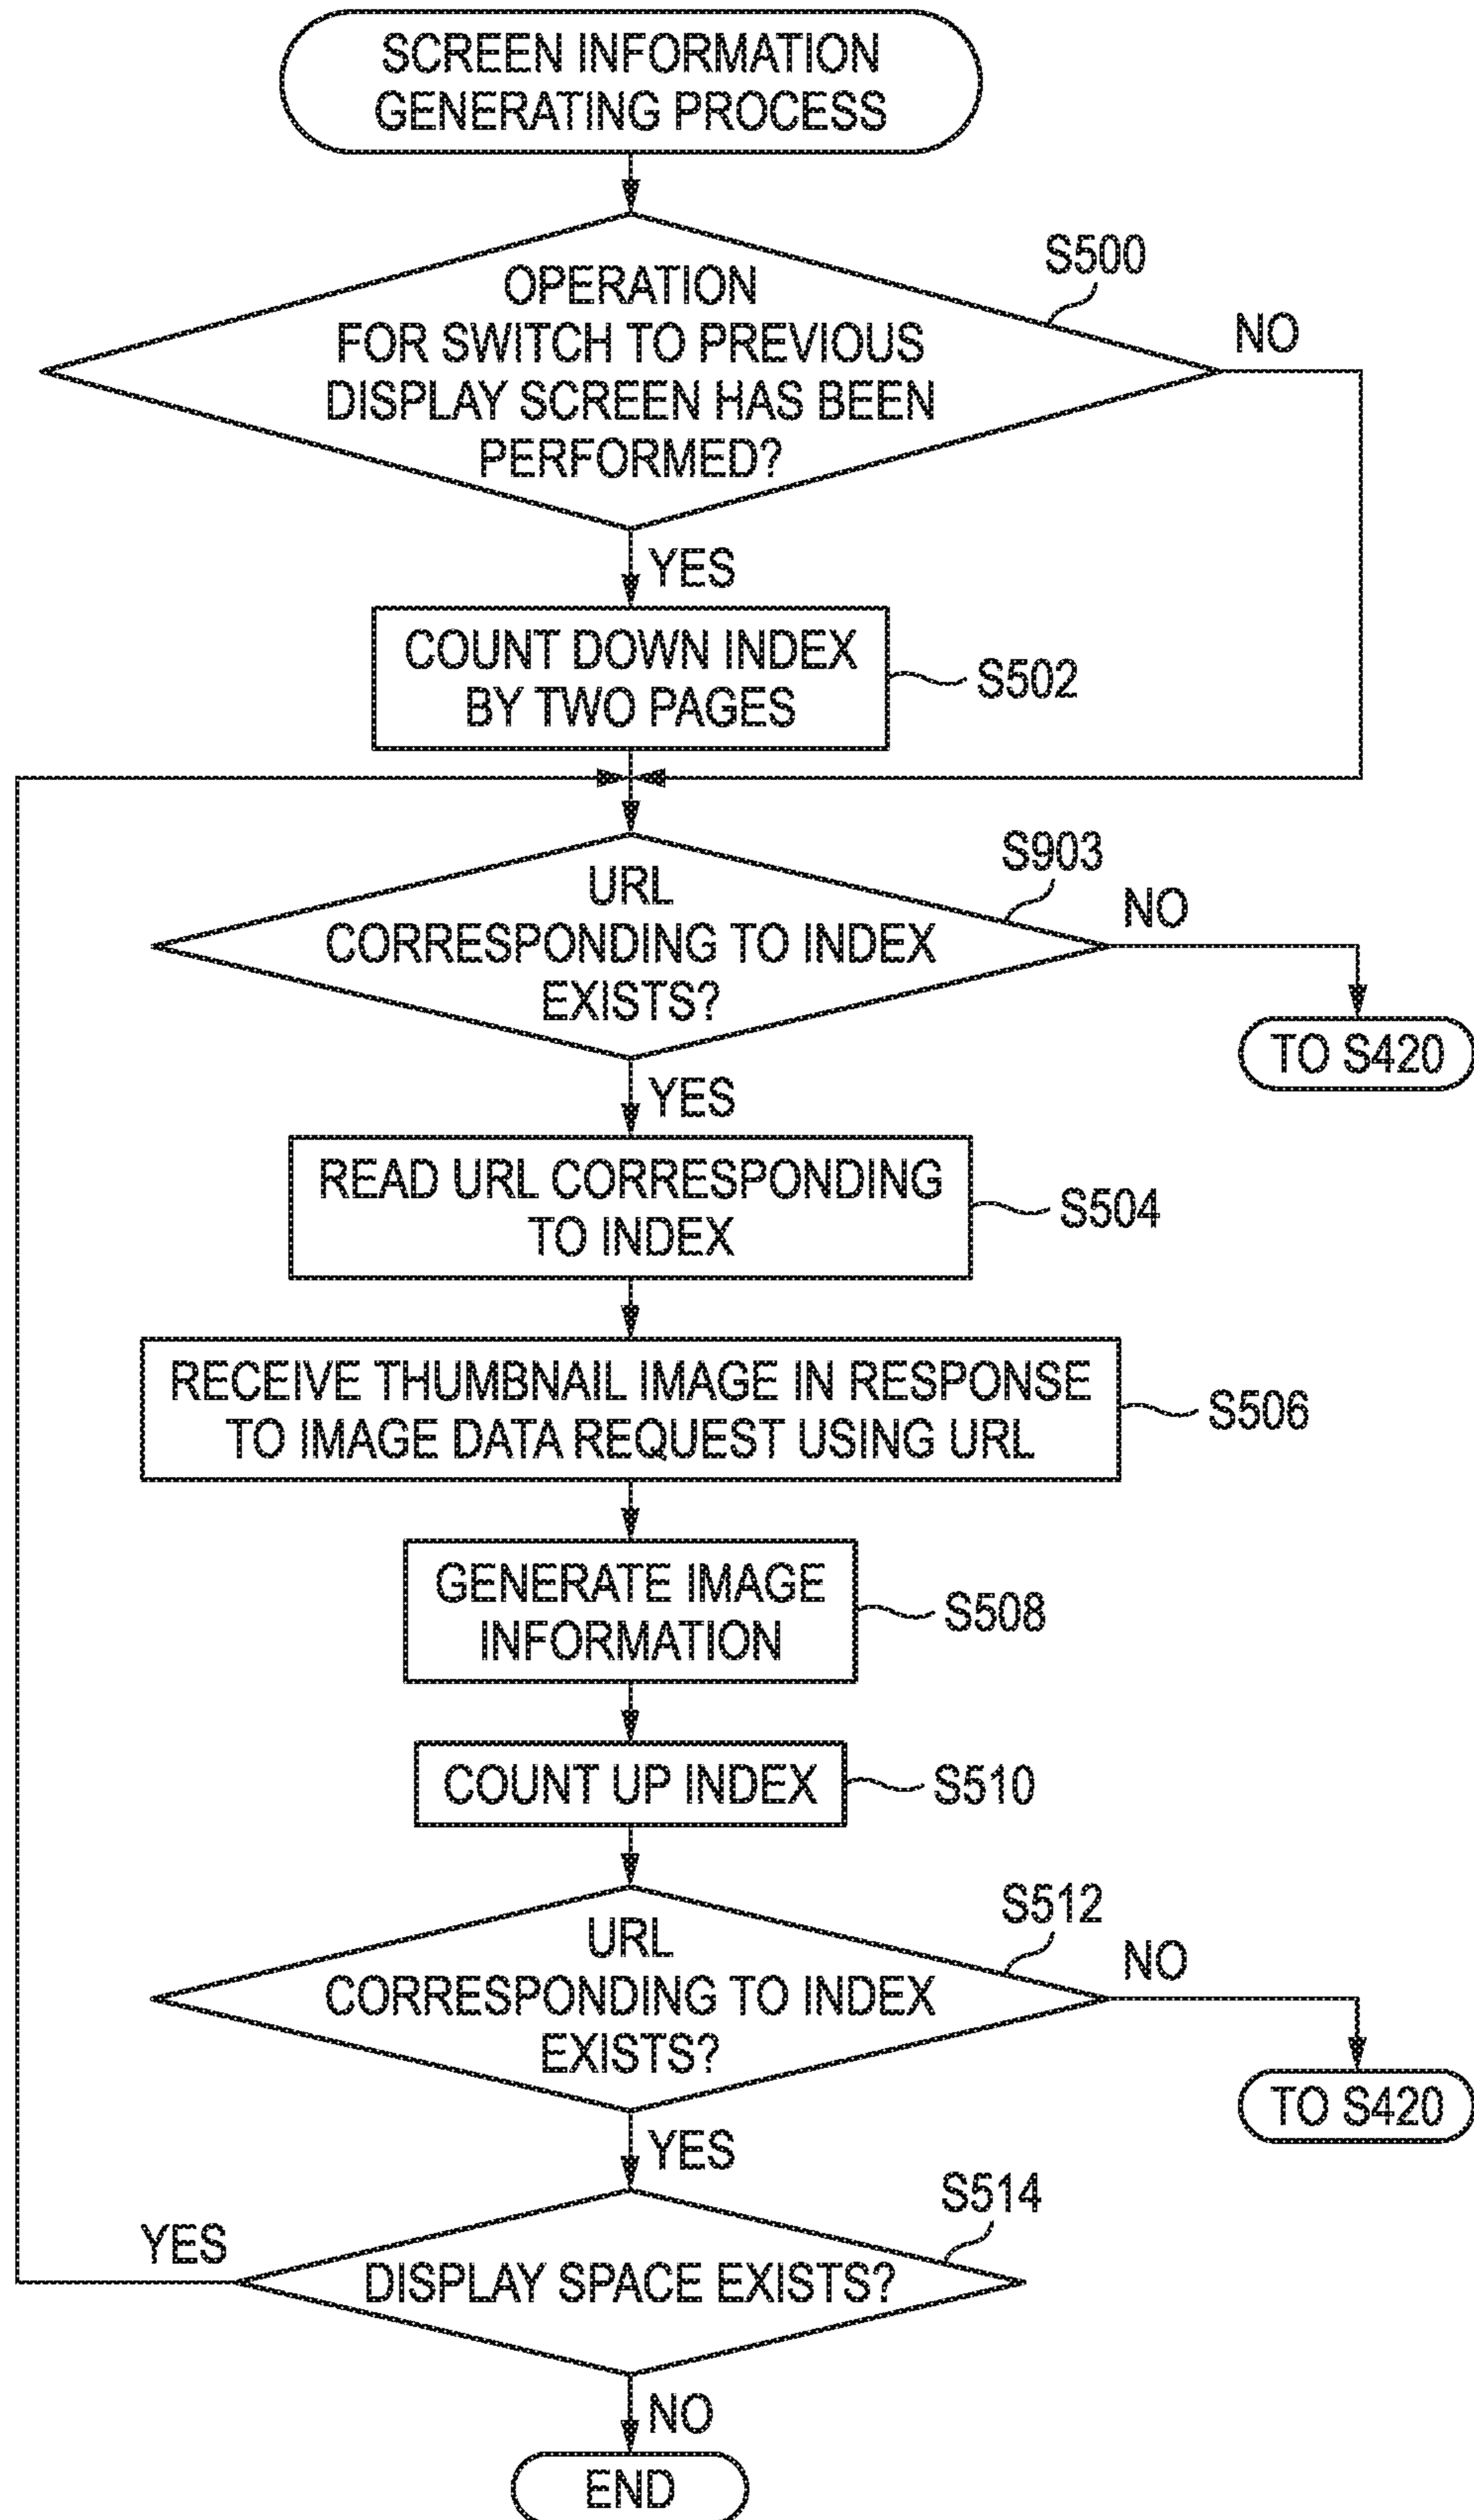 SCREEN INFORMATION
GENERATING PROCESS
S500
OPERATION
FOR SWITCH TO PREVIOUS
DISPLAY SCREEN HAS BEEN
PERFORMED?
NO
YES
COUNT DOWN INDEX
BY TWO PAGES
S502
S903
URL
CORRESPONDING TO INDEX
EXISTS?
NO
TO S420
YES
READ URL CORRESPONDING
TO INDEX
S504
RECEIVE THUMBNAIL IMAGE IN RESPONSE
TO IMAGE DATA REQUEST USING URL
S506
GENERATE IMAGE
INFORMATION
S508
COUNT UP INDEX
S510
S512
URL
CORRESPONDING TO INDEX
EXISTS?
NO
TO S420
YES
S514
YES
DISPLAY SPACE EXISTS?
NO
END